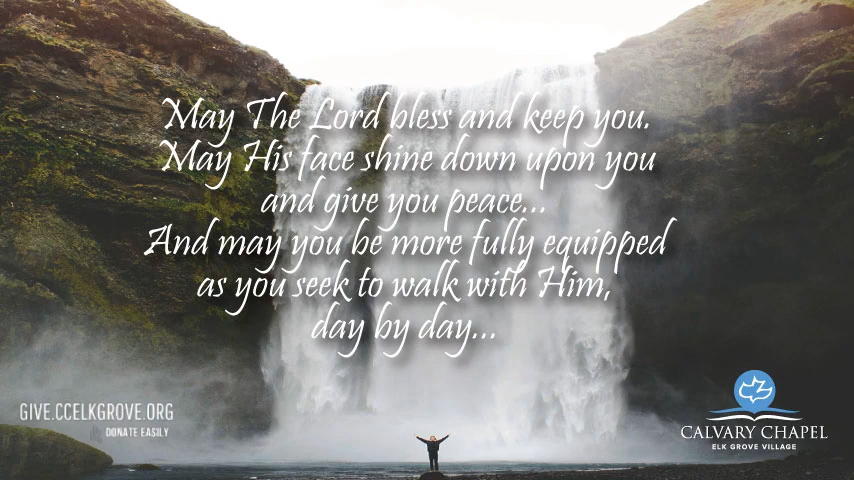 May The Lord bless and keep you.
May His face shine down upon you
and give you peace...
And may you be more fully equipped
as you seek to walk with Him,
day by day...
GIVE.CCELKGROVE.ORG
DONATE EASILY
CALVARY CHAPEL
ELK GROVE VILLAGE